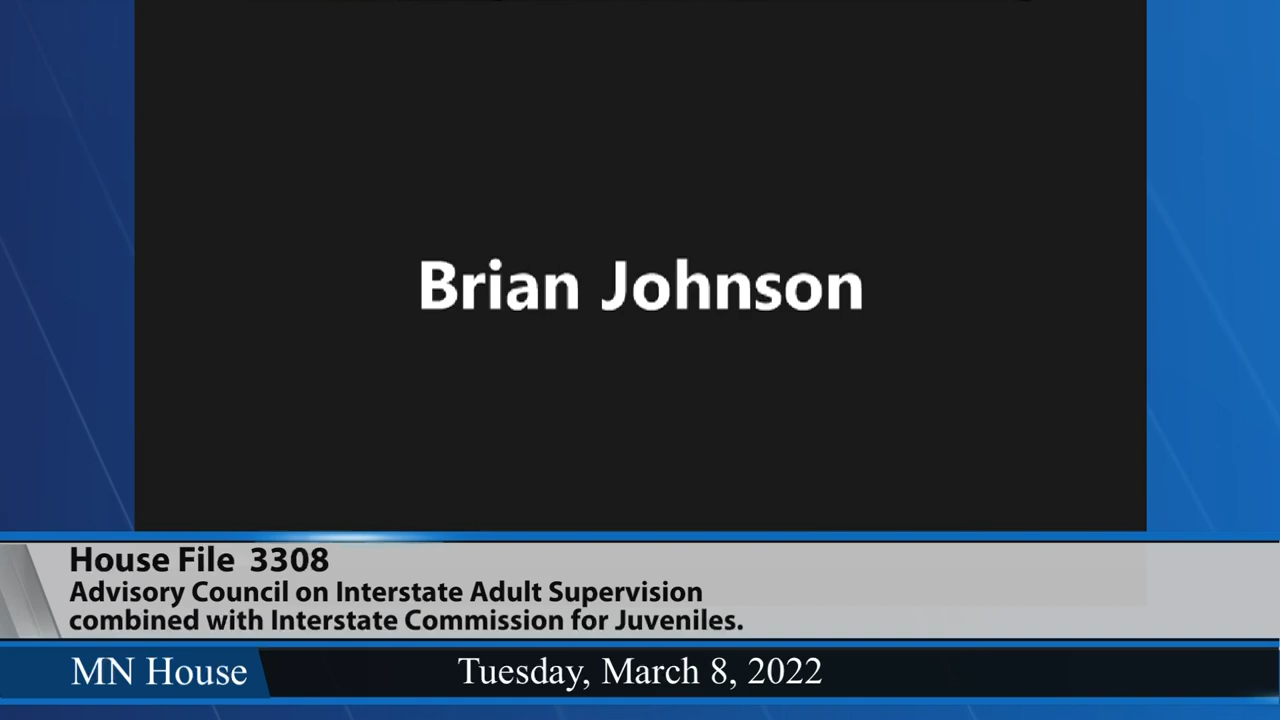 Brian Johnson
House File 3308
Advisory Council on Interstate Adult Supervision
combined with Interstate Commission for Juveniles.
MN House
Tuesday, March 8, 2022